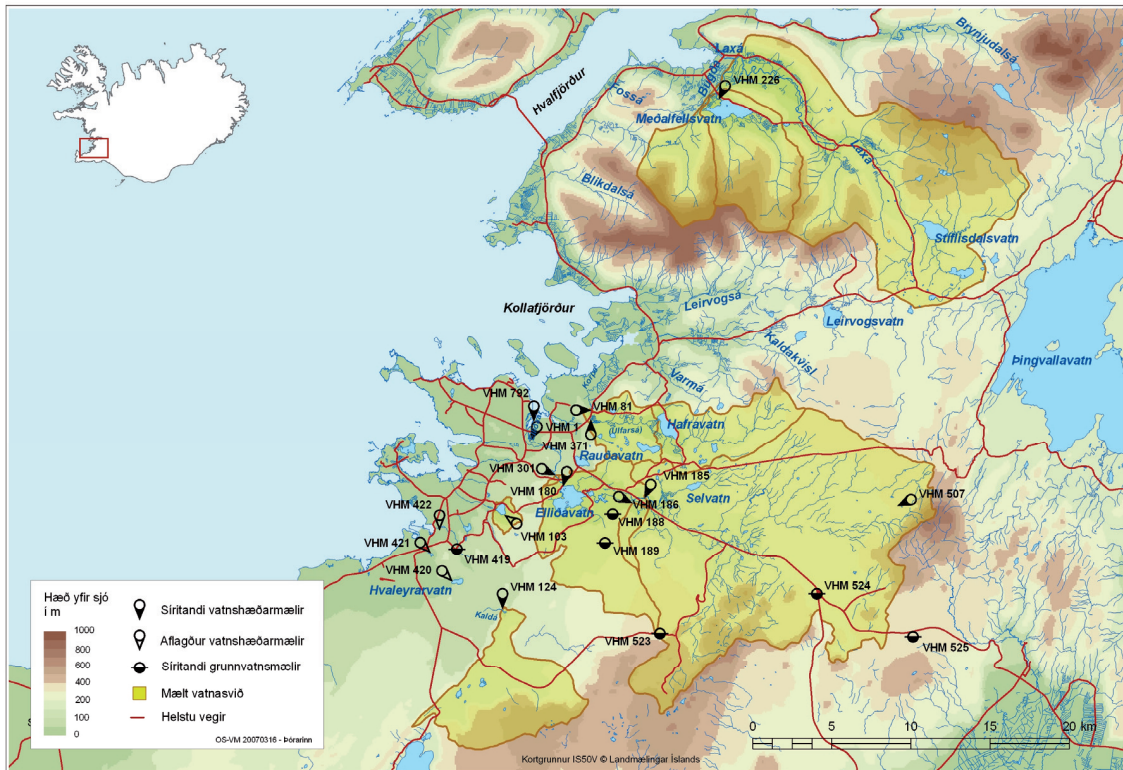 Laxá
Brynjudalsá
Bugða
VHM 226
Hvalfjörður
Fossá
Meðalfellsvatn
Laxá
Blikdalsá
Stíflisdalsvatn
Leirvogsá
Kollafjörður
Leirvogsvatn
Kaldakvísl
Þingvallavatn
Varmá
Korpa
VHM 792
VHM 81
VHM 1
(Úlfarsá)
Hafravatn
VHM 371
Rauðavatn
VHM 301
VHM 185
VHM 180
Selvatn
VHM 507
VHM 422
Elliðavatn
VHM 186
VHM 188
VHM 103
VHM 421
VHM 419
VHM 189
VHM 420
Hvaleyrarvatn
VHM 124
VHM 524
Kaldá
VHM 523
VHM 525
Hæð yfir sjó
í m
1000
800
600
400
200
100
0
Síritandi vatnshæðarmælir
Aflagður vatnshæðarmælir
Síritandi grunnvatnsmælir
Mælt vatnasvið
Helstu vegir
OS-VM 20070316 - Þórarinn
0 5 10 20 km
Kortgrunnur IS50V © Landmælingar Íslands